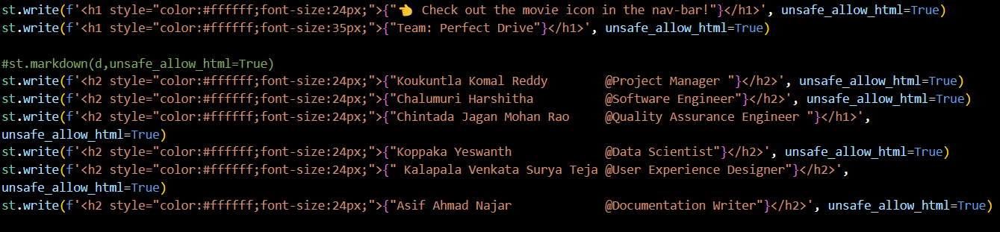 st.write(f'<h1 style="color:#ffffff;font-size:24px;">{"👈 Check out the movie icon in the nav-bar!"}</h1>', unsafe_allow_html=True)
st.write(f'<h1 style="color:#ffffff;font-size:35px;">{"Team: Perfect Drive"}</h1>', unsafe_allow_html=True)
#st.markdown(d,unsafe_allow_html=True)
st.write(f'<h2 style="color:#ffffff;font-size:24px;">{"Koukuntla Komal Reddy        @Project Manager "}</h2>', unsafe_allow_html=True)
st.write(f'<h2 style="color:#ffffff;font-size:24px;">{"Chalumuri Harshitha          @Software Engineer"}</h2>', unsafe_allow_html=True)
st.write(f'<h2 style="color:#ffffff;font-size:24px;">{"Chintada Jagan Mohan Rao     @Quality Assurance Engineer "}</h1>',
unsafe_allow_html=True)
st.write(f'<h2 style="color:#ffffff;font-size:24px;">{"Koppaka Yeswanth             @Data Scientist"}</h2>', unsafe_allow_html=True)
st.write(f'<h2 style="color:#ffffff;font-size:24px;">{" Kalapala Venkata Surya Teja @User Experience Designer"}</h2>',
unsafe_allow_html=True)
st.write(f'<h2 style="color:#ffffff;font-size:24px;">{"Asif Ahmad Najar             @Documentation Writer"}</h2>', unsafe_allow_html=True)